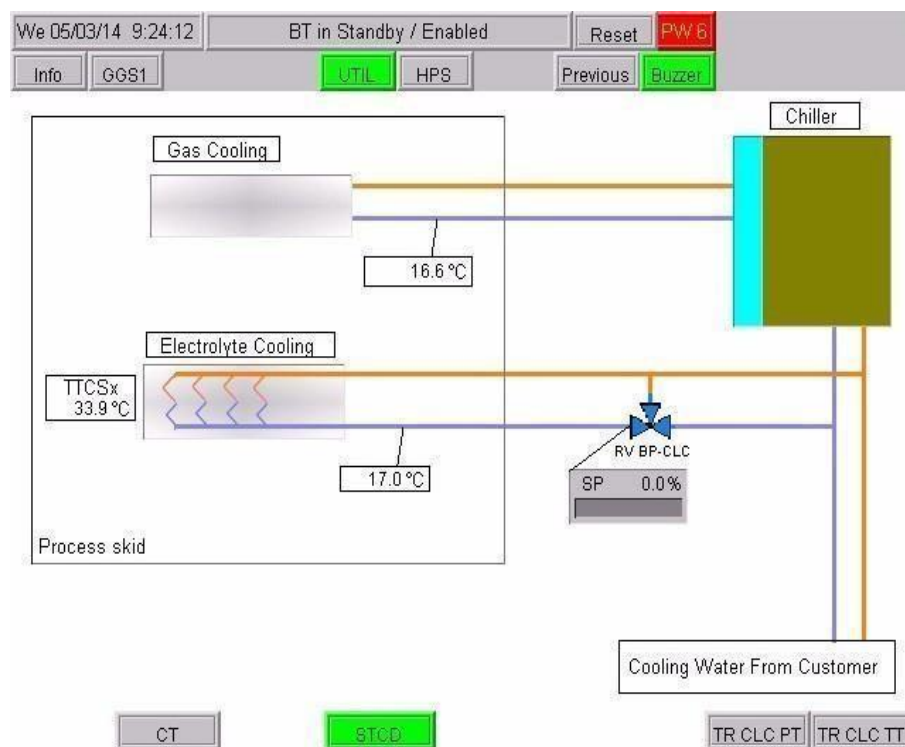 We 05/03/14 9:24:12
BT in Standby / Enabled
Reset
PW 6
Info
GGS1
UTIL
HPS
Previous
Buzzer
Chiller
Gas Cooling
16.6 °C
Electrolyte Cooling
TTCSx
33.9 °C
17.0 °C
RV BP-CLC
SP 0.0%
Process skid
Cooling Water From Customer
CT
STCD
TR CLC PT
TR CLC TT